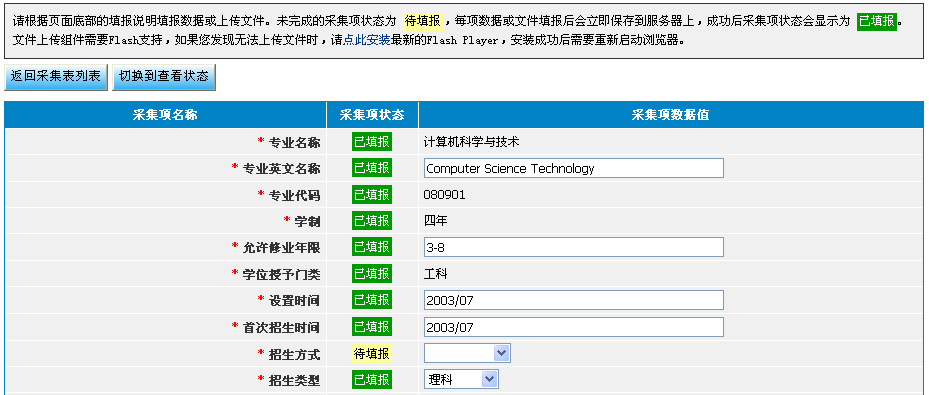 请根据页面底部的填报说明填报数据或上传文件。未完成的采集项状态为 待填报，每项数据或文件填报后会立即保存到服务器上，成功后采集项状态会显示为 已填报。
文件上传组件需要Flash支持，如果您发现无法上传文件时，请点此安装最新的Flash Player，安装成功后需要重新启动浏览器。
返回采集表列表 切换到查看状态
采集项名称 采集项状态 采集项数据值
* 专业名称 已填报 计算机科学与技术
* 专业英文名称 已填报 Computer Science Technology
* 专业代码 已填报 080901
* 学制 已填报 四年
* 允许修业年限 已填报 3-8
* 学位授予门类 已填报 工科
* 设置时间 已填报 2003/07
* 首次招生时间 已填报 2003/07
* 招生方式 待填报
* 招生类型 已填报 理科